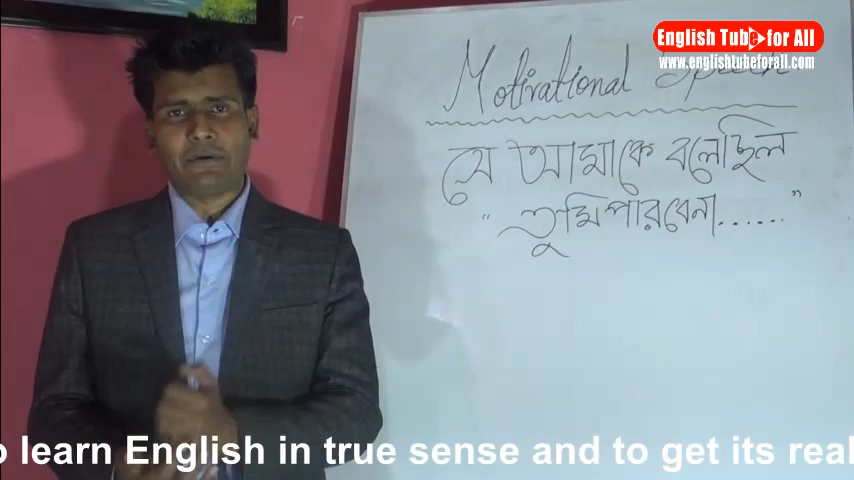 English Tube for All
www.englishtubeforall.com
Motivational Speech
যে আমাকে বলেছিল
“তুমি পারবেনা......”
learn English in true sense and to get its real